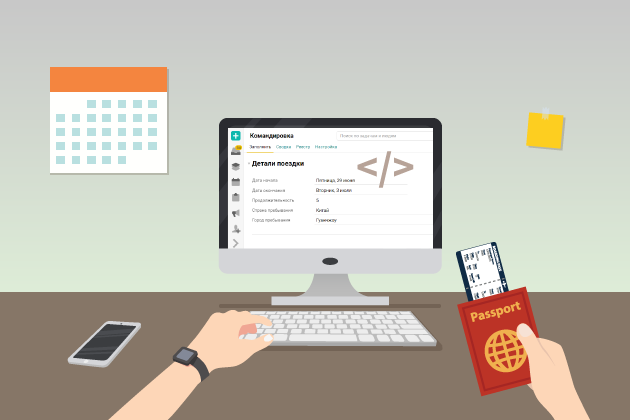 Командировка
Поиск по задачам и людям
Заполнить Сводка Реестр Настройка
Детали поездки
Дата начала Пятница, 29 июня
Дата окончания Вторник, 3 июля
Продолжительность 5
Страна пребывания Китай
Город пребывания Гуанчжоу
</>
Passport